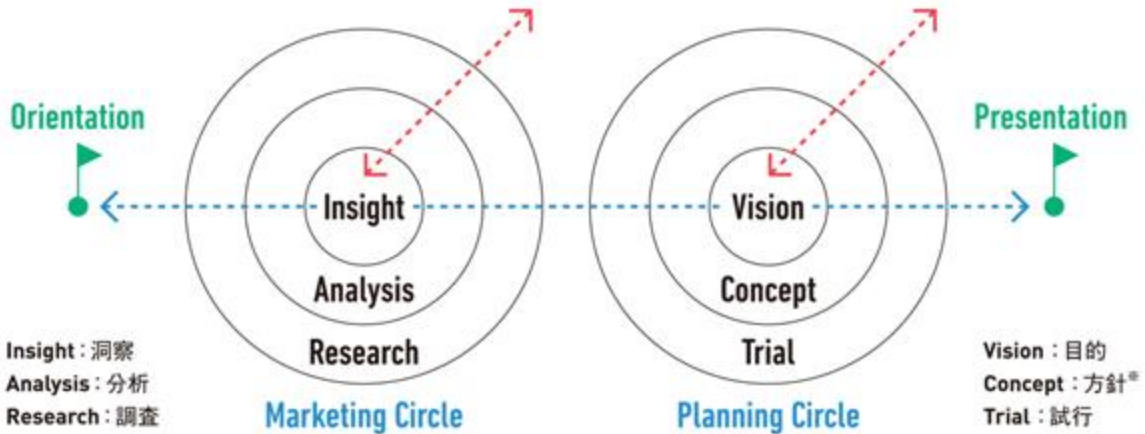 Orientation
Presentation
Insight
Vision
Analysis
Concept
Research
Trial
Marketing Circle
Planning Circle
Insight：洞察
Analysis：分析
Research：調査
Vision：目的
Concept：方針※
Trial：試行